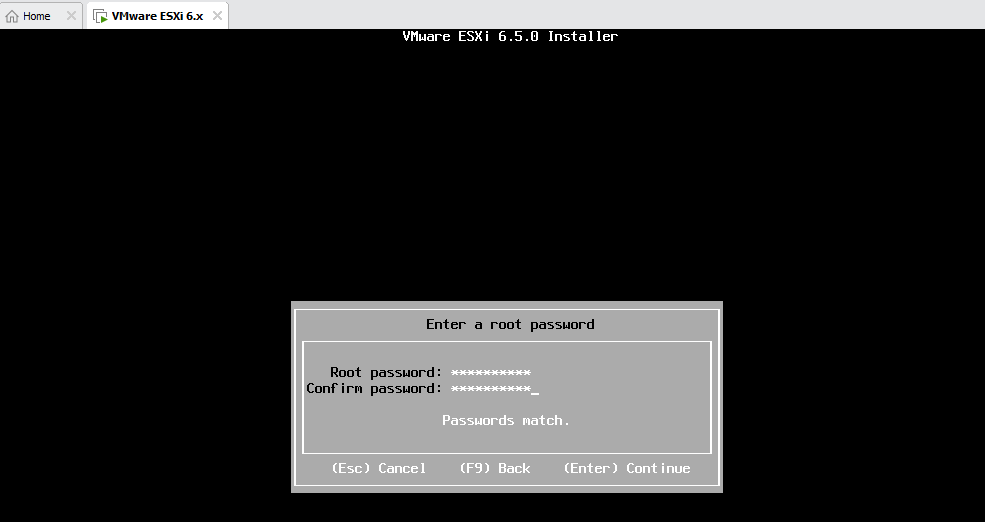 Home
VMware ESXi 6.x
VMware ESXi 6.5.0 Installer
Enter a root password
Root password: **********
Confirm password: **********_
Passwords match.
(Esc) Cancel (F9) Back (Enter) Continue